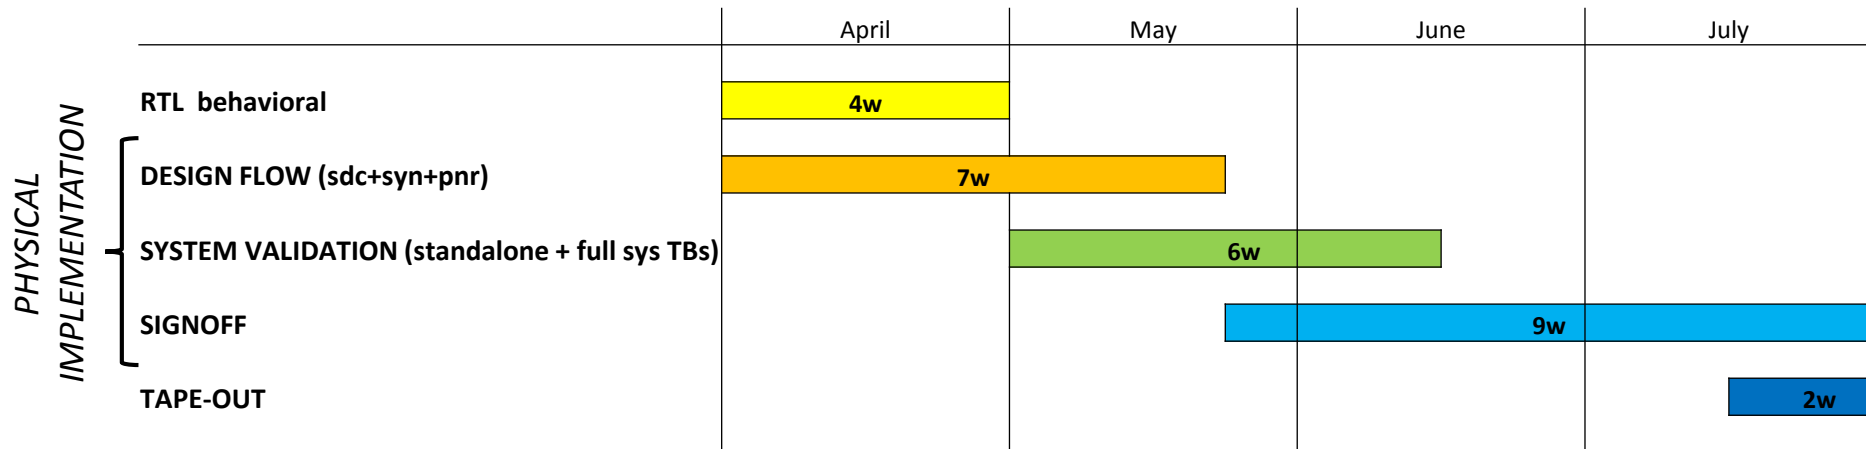 April May June July
RTL behavioral 4w
PHYSICAL
IMPLEMENTATION
DESIGN FLOW (sdc+syn+pnr) 7w
SYSTEM VALIDATION (standalone + full sys TBs) 6w
SIGNOFF 9w
TAPE-OUT 2w